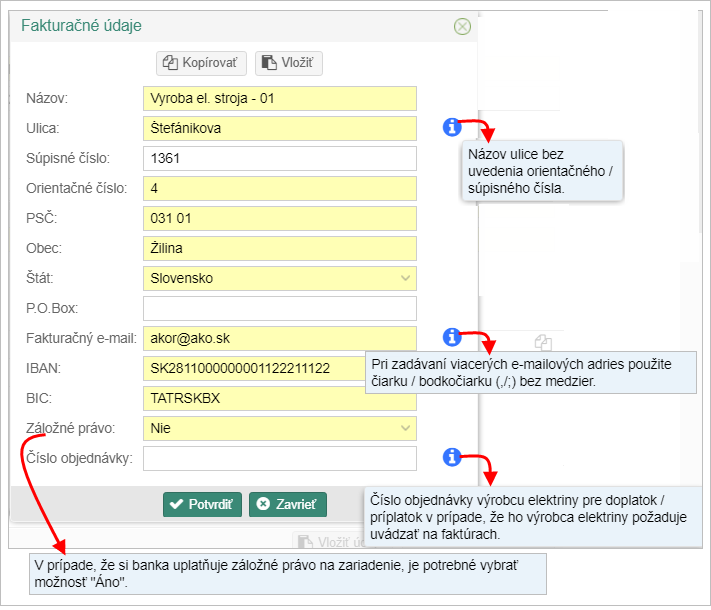 Fakturačné údaje
Kopírovať
Vložiť
Názov:
Vyroba el. stroja - 01
Ulica:
Štefánikova
Názov ulice bez
uvedenia orientačného /
súpisného čísla.
Súpisné číslo:
1361
Orientačné číslo:
4
PSČ:
031 01
Obec:
Žilina
Štát:
Slovensko
P.O.Box:
Fakturačný e-mail:
akor@ako.sk
Pri zadávaní viacerých e-mailových adries použite
čiarku / bodkočiarku (,/;) bez medzier.
IBAN:
SK2811000000001122211122
BIC:
TATRSKBX
Záložné právo:
Nie
Číslo objednávky:
Číslo objednávky výrobcu elektriny pre doplatok /
príplatok v prípade, že ho výrobca elektriny požaduje
uvádzať na faktúrach.
Potvrdiť
Zavrieť
Vložiť úd
V prípade, že si banka uplatňuje záložné právo na zariadenie, je potrebné vybrať
možnosť "Áno".